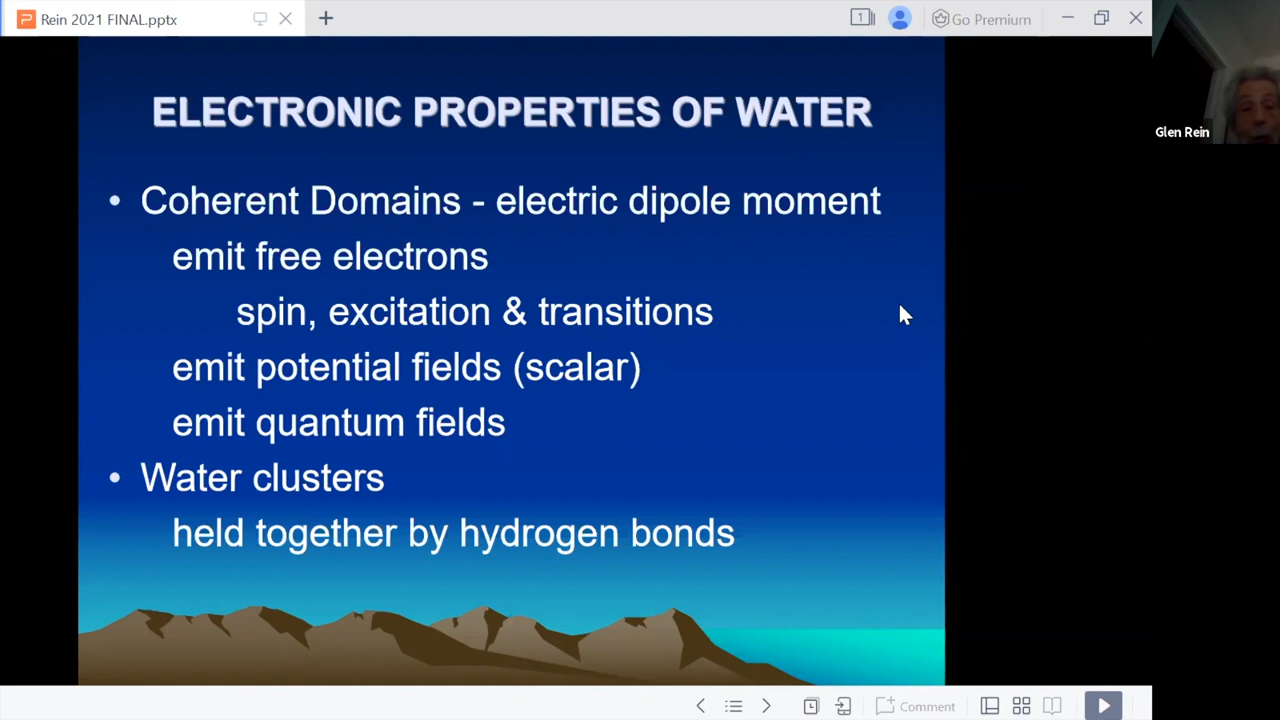 Rein 2021 FINAL.pptx
1
Go Premium
ELECTRONIC PROPERTIES OF WATER
Glen Rein
• Coherent Domains - electric dipole moment
emit free electrons
spin, excitation & transitions
emit potential fields (scalar)
emit quantum fields
• Water clusters
held together by hydrogen bonds
Comment